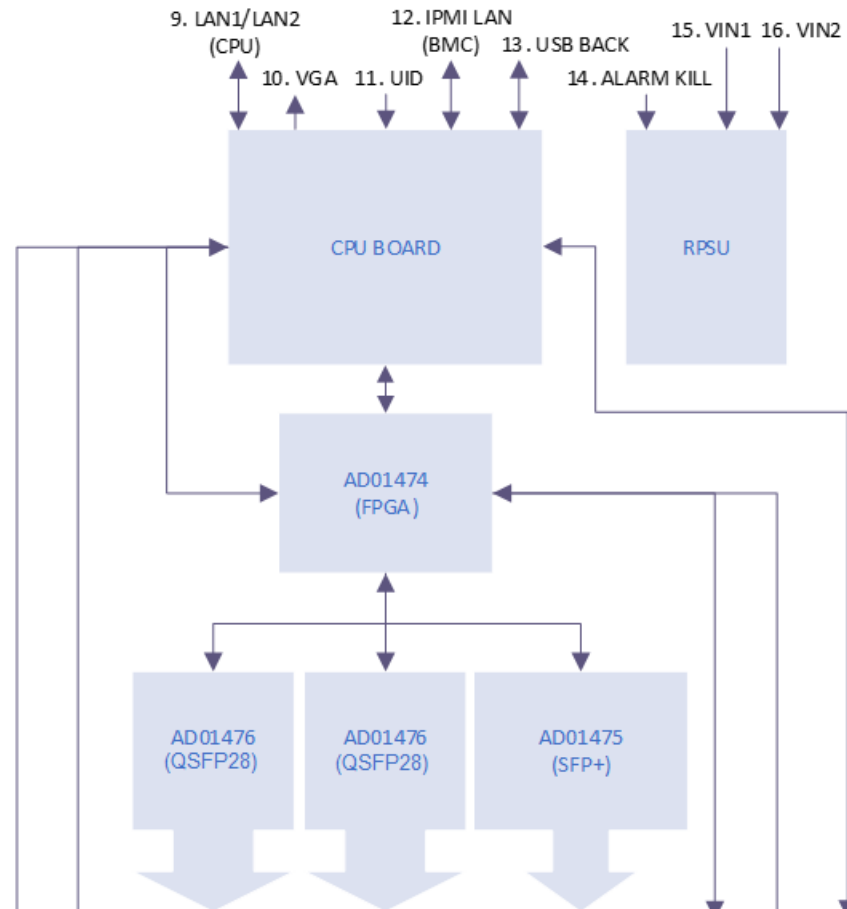 9. LAN1/LAN2
(CPU)
10. VGA
11. UID
12. IPMI LAN
(BMC)
13. USB BACK
14. ALARM KILL
15. VIN1
16. VIN2
CPU BOARD
RPSU
AD01474
(FPGA)
AD01476
(QSFP28)
AD01476
(QSFP28)
AD01475
(SFP+)